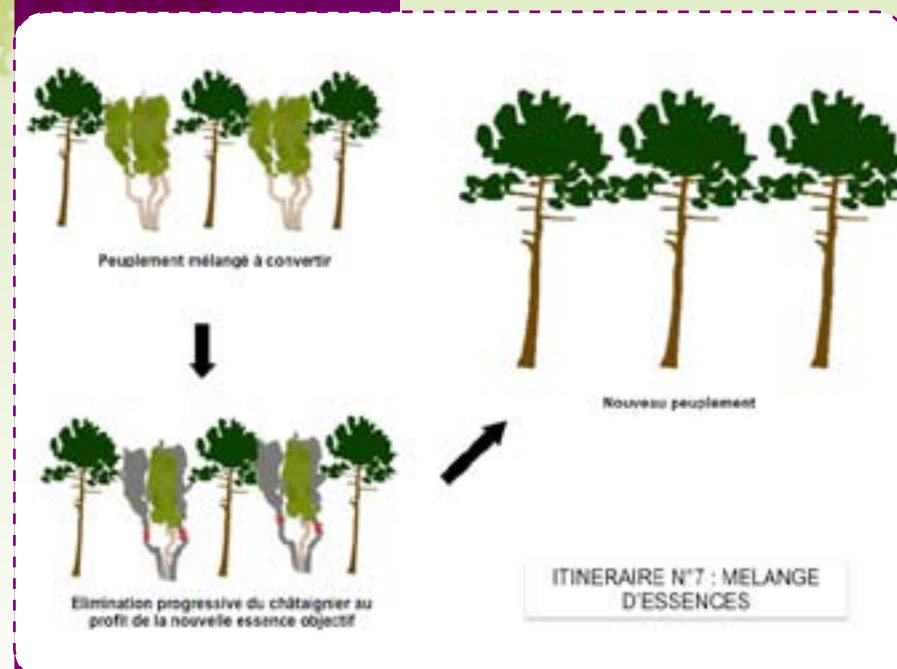 Peuplement mélangé à convertir
Elimination progressive du châtaignier au
profit de la nouvelle essence objectif
Nouveau peuplement
ITINERAIRE N°7 : MELANGE
D'ESSENCES